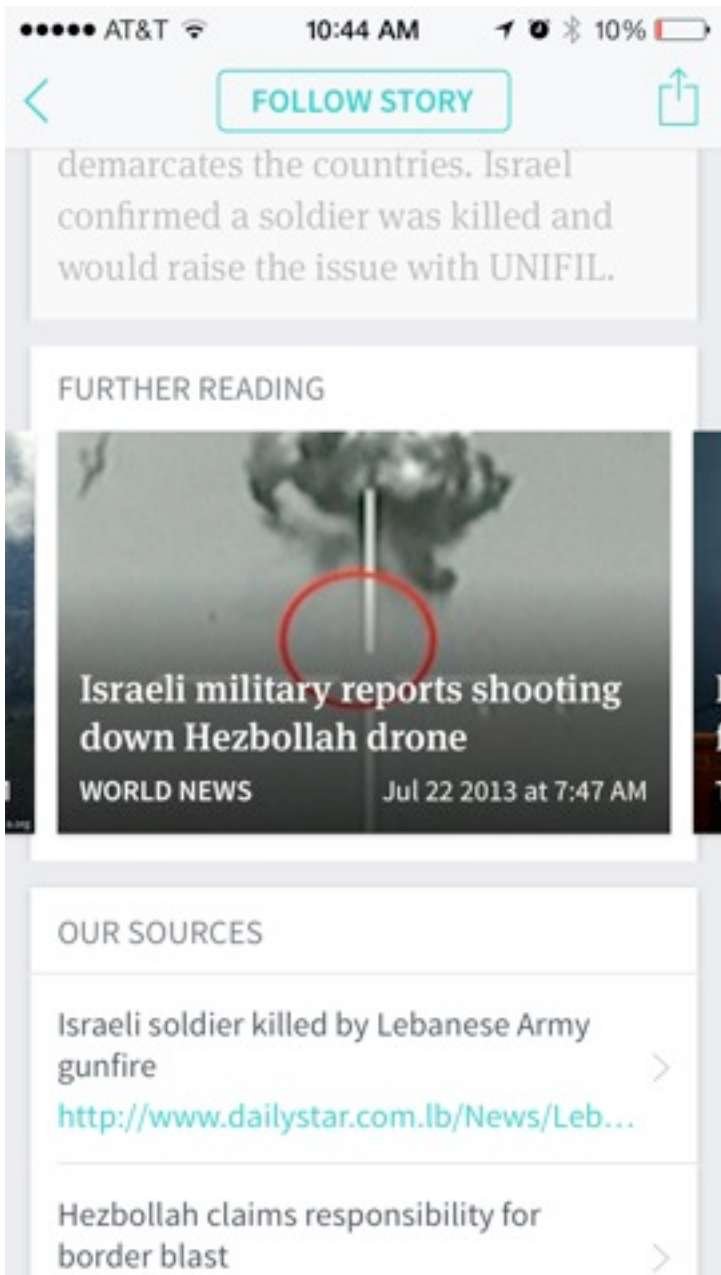 AT&T 10:44 AM 10%
FOLLOW STORY
demarcates the countries. Israel
confirmed a soldier was killed and
would raise the issue with UNIFIL.
FURTHER READING
Israeli military reports shooting
down Hezbollah drone
WORLD NEWS Jul 22 2013 at 7:47 AM
OUR SOURCES
Israeli soldier killed by Lebanese Army
gunfire
http://www.dailystar.com.lb/News/Leb...
Hezbollah claims responsibility for
border blast